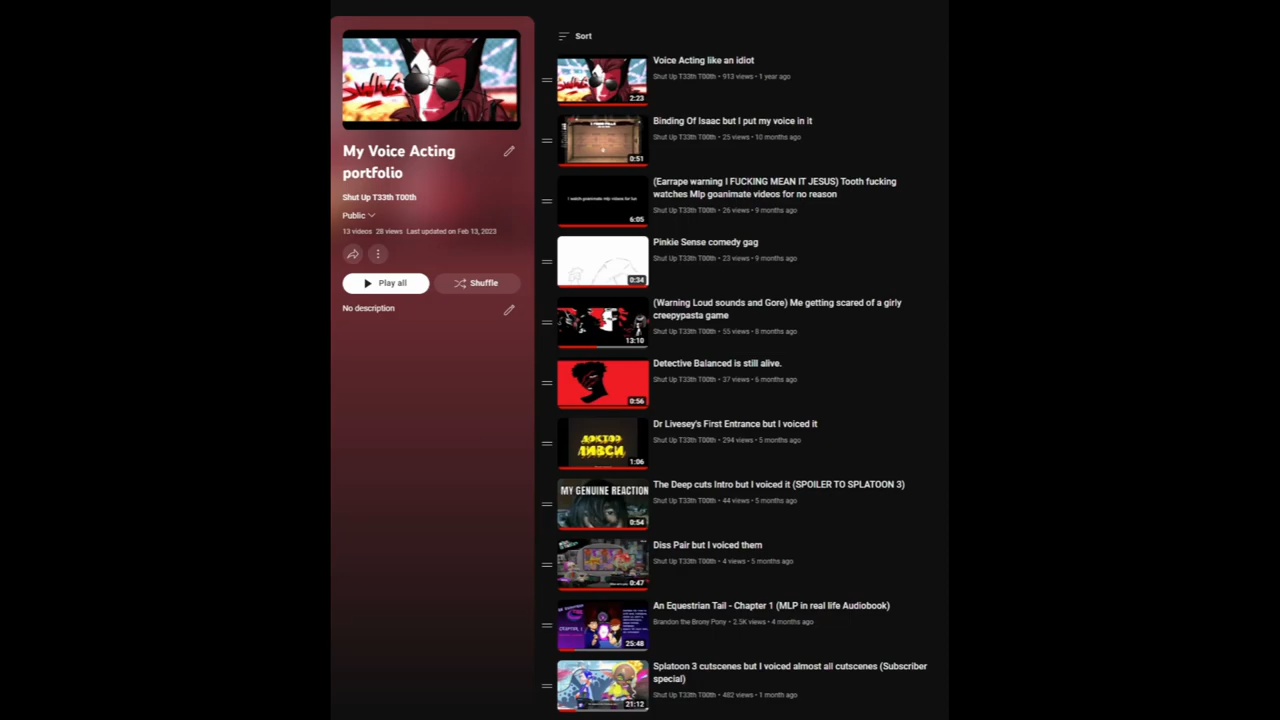 My Voice Acting
portfolio
Shut Up T33th T00th
Public
13 videos 28 views Last updated on Feb 13, 2023
Play all
Shuffle
No description
Sort
Voice Acting like an idiot
Shut Up T33th T00th • 913 views • 1 year ago
2:23
Binding Of Isaac but I put my voice in it
Shut Up T33th T00th • 25 views • 10 months ago
0:51
(Earrape warning I FUCKING MEAN IT JESUS) Tooth fucking
watches Mlp goanimate videos for no reason
Shut Up T33th T00th • 26 views • 9 months ago
I watch goanimate mlp videos for fun
6:05
Pinkie Sense comedy gag
Shut Up T33th T00th • 23 views • 9 months ago
0:34
(Warning Loud sounds and Gore) Me getting scared of a girly
creepypasta game
Shut Up T33th T00th • 55 views • 8 months ago
13:10
Detective Balanced is still alive.
Shut Up T33th T00th • 37 views • 6 months ago
0:56
Dr Livesey's First Entrance but I voiced it
Shut Up T33th T00th • 294 views • 5 months ago
ДОКТОР
ЛИВСИ
1:06
The Deep cuts Intro but I voiced it (SPOILER TO SPLATOON 3)
Shut Up T33th T00th • 44 views • 5 months ago
MY GENUINE REACTION
0:54
Diss Pair but I voiced them
Shut Up T33th T00th • 4 views • 5 months ago
0:47
An Equestrian Tail - Chapter 1 (MLP in real life Audiobook)
Brandon the Brony Pony • 2.5K views • 4 months ago
CHAPTER 1
25:48
Splatoon 3 cutscenes but I voiced almost all cutscenes (Subscriber
special)
Shut Up T33th T00th • 482 views • 1 month ago
21:12